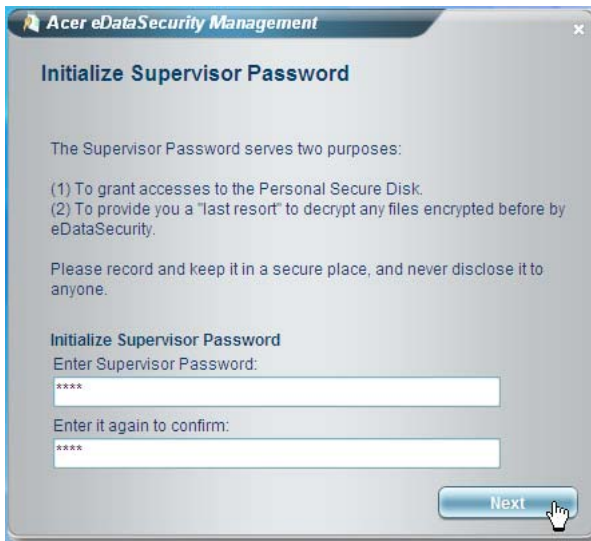 Acer eDataSecurity Management
x
Initialize Supervisor Password
The Supervisor Password serves two purposes:
(1) To grant accesses to the Personal Secure Disk.
(2) To provide you a "last resort" to decrypt any files encrypted before by
eDataSecurity.
Please record and keep it in a secure place, and never disclose it to
anyone.
Initialize Supervisor Password
Enter Supervisor Password:
****
Enter it again to confirm:
****
Next